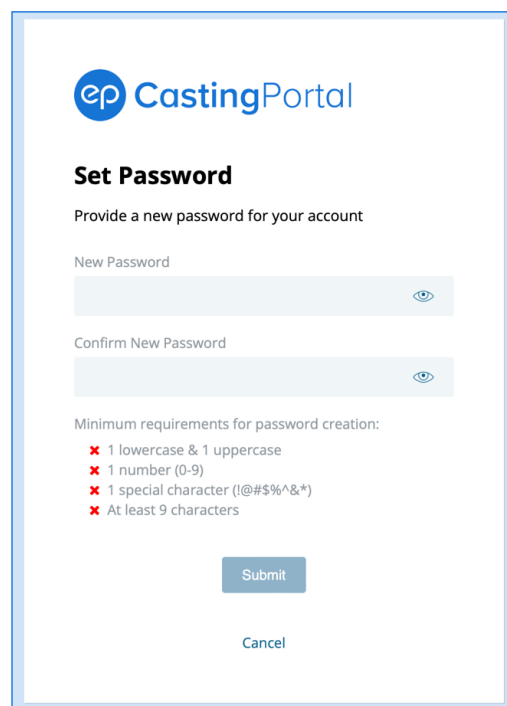 ep CastingPortal
Set Password
Provide a new password for your account
New Password
Confirm New Password
Minimum requirements for password creation:
✖ 1 lowercase & 1 uppercase
✖ 1 number (0-9)
✖ 1 special character (!@#$%^&*)
✖ At least 9 characters
Submit
Cancel